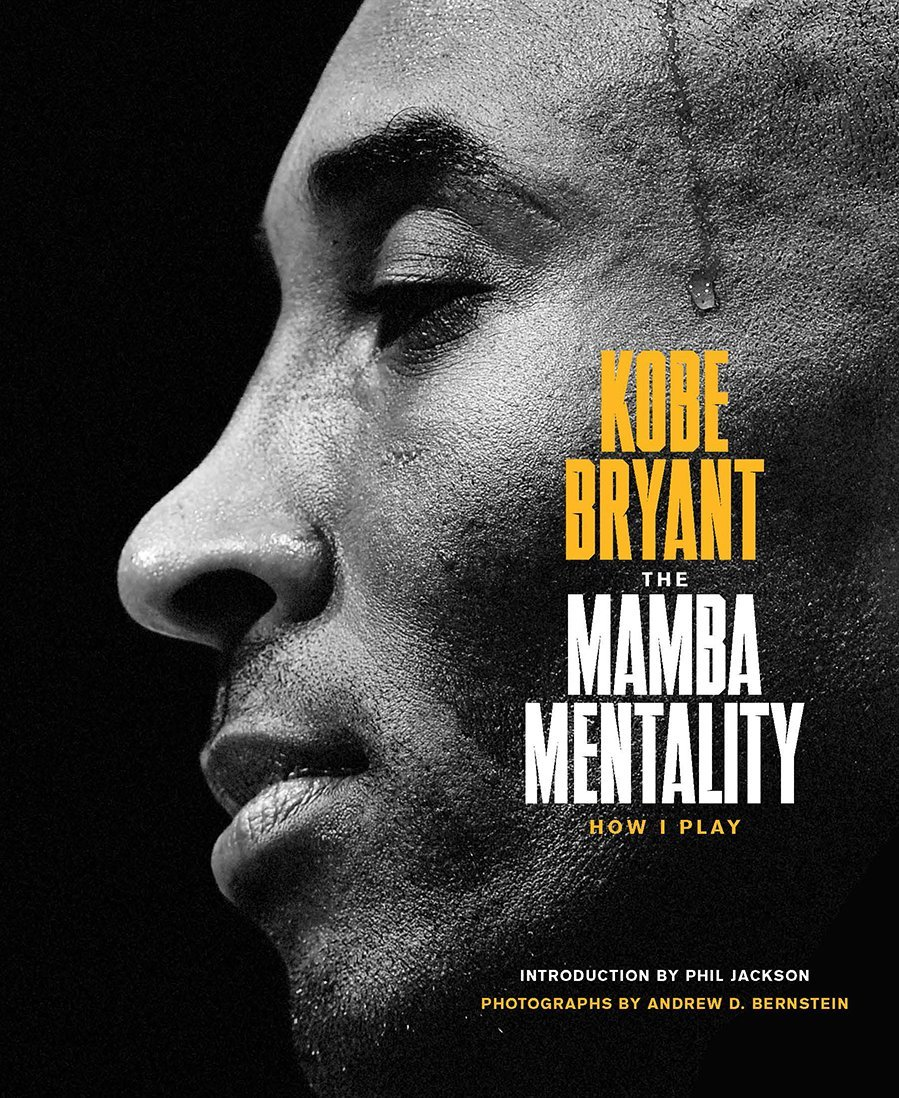 KOBE
BRYANT
THE
MAMBA
MENTALITY
HOW I PLAY
INTRODUCTION BY PHIL JACKSON
PHOTOGRAPHS BY ANDREW D. BERNSTEIN